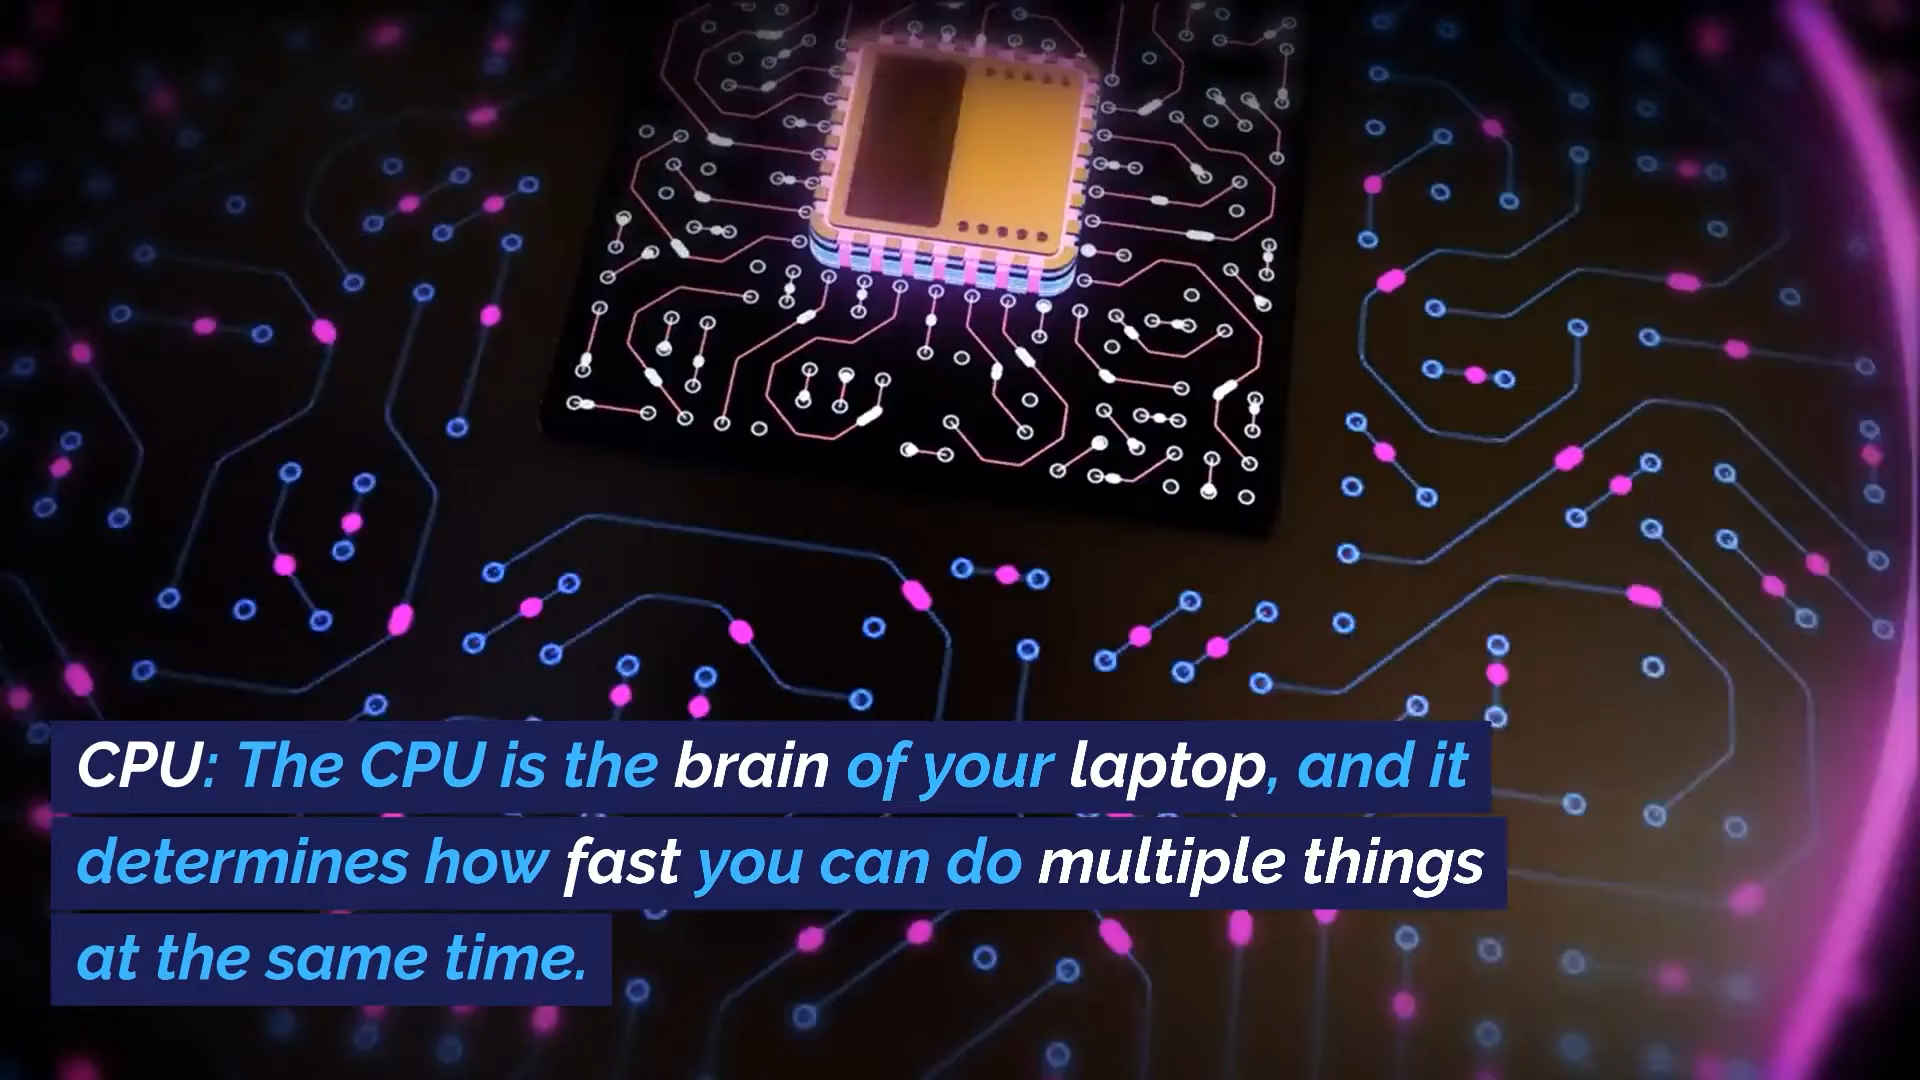 CPU: The CPU is the brain of your laptop, and it
determines how fast you can do multiple things
at the same time.